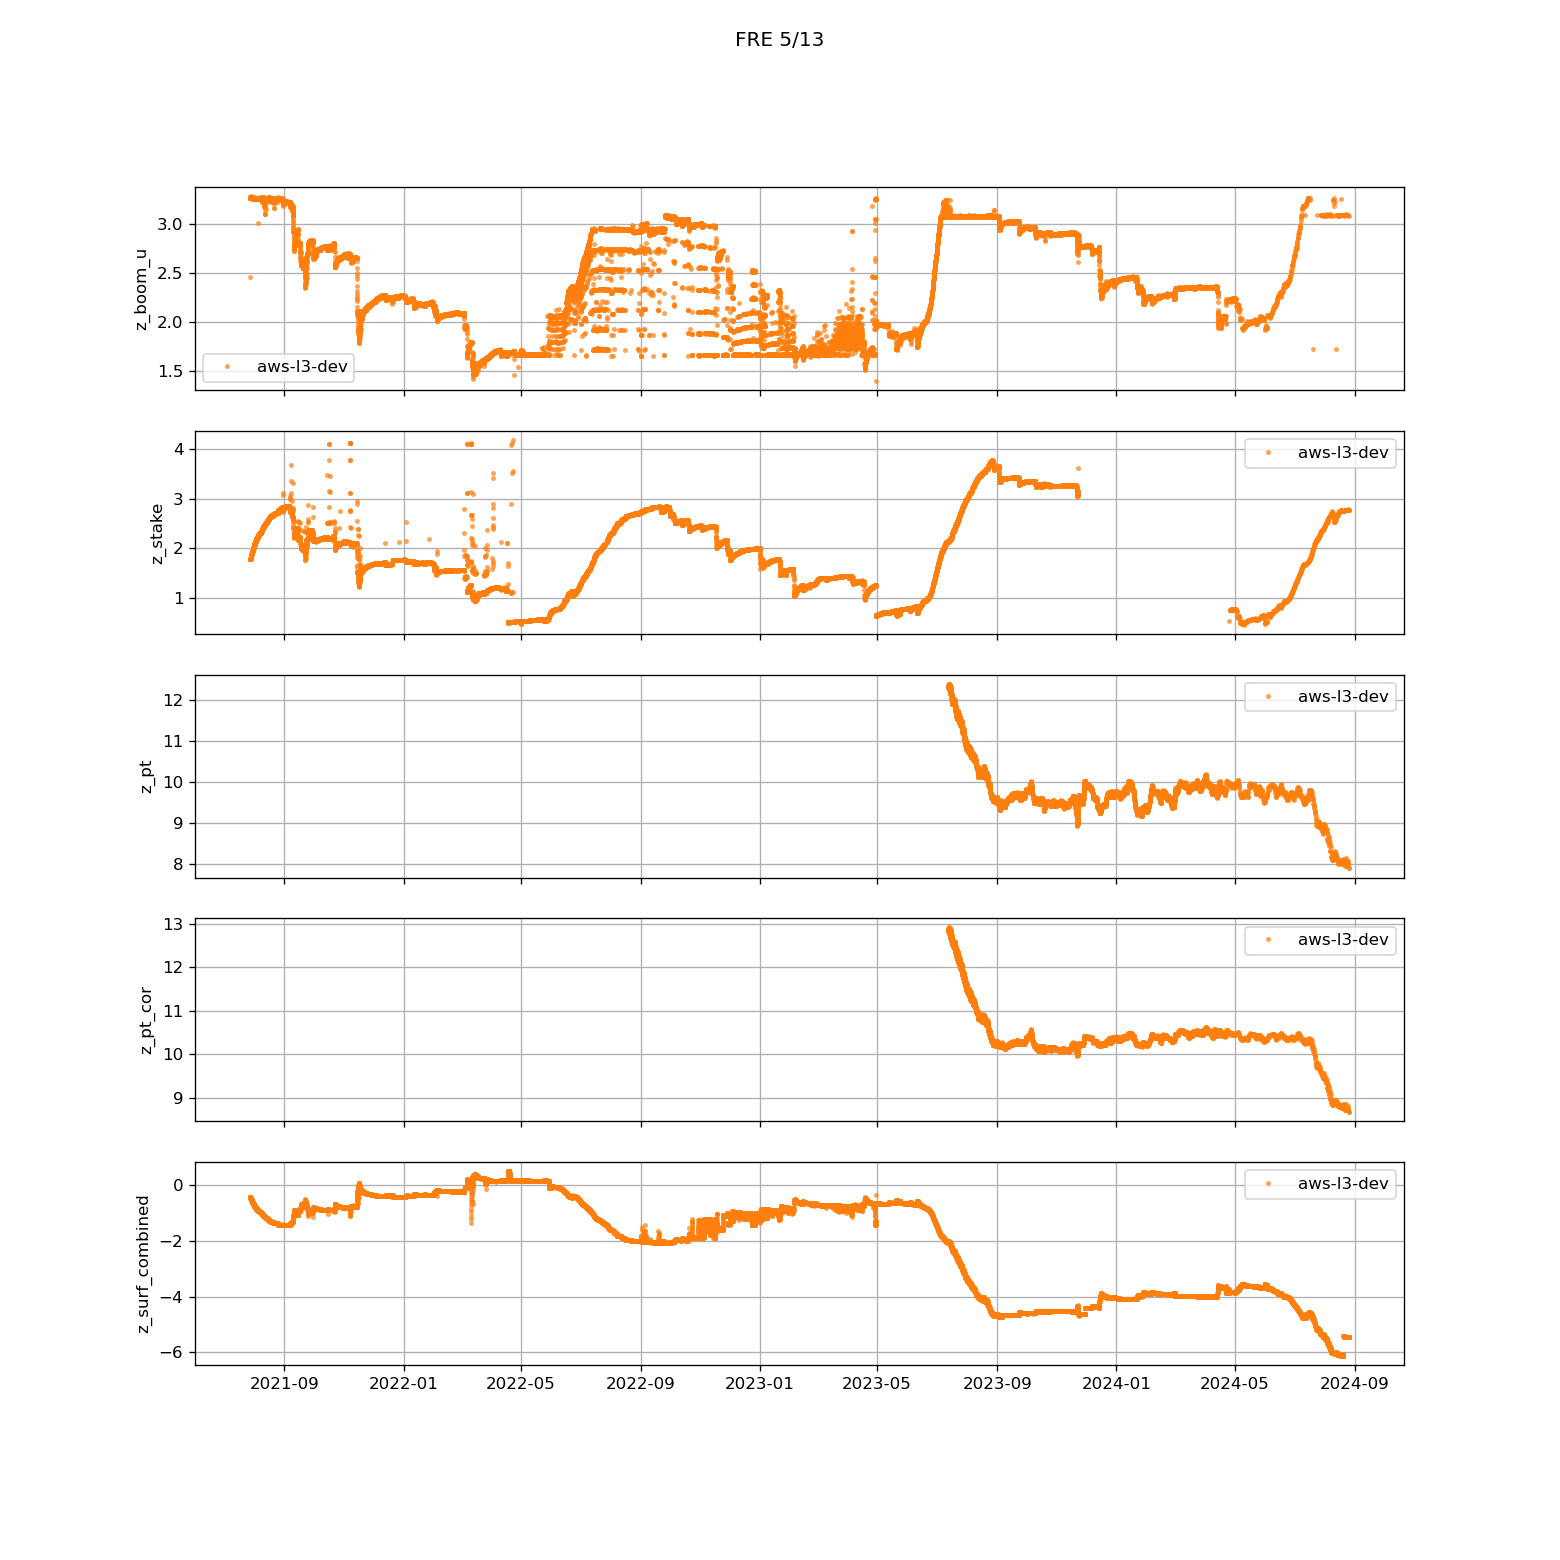 FRE 5/13
z_boom_u
3.0
2.5
2.0
1.5
aws-l3-dev
z_stake
4
3
2
1
aws-l3-dev
z_pt
12
11
10
9
8
aws-l3-dev
z_pt_cor
13
12
11
10
9
aws-l3-dev
z_surf_combined
0
−2
−4
−6
aws-l3-dev
2021-09 2022-01 2022-05 2022-09 2023-01 2023-05 2023-09 2024-01 2024-05 2024-09